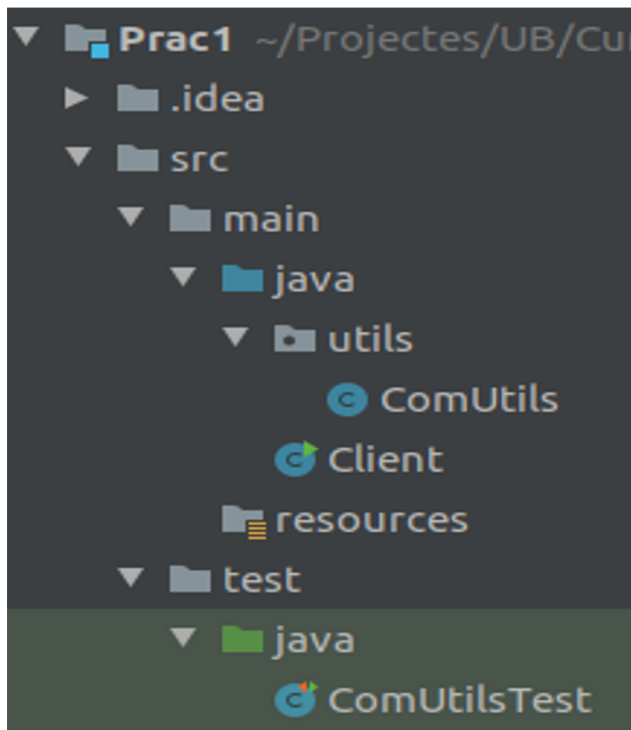 Prac1 ~/Projectes/UB/Cu
.idea
src
main
java
utils
ComUtils
Client
resources
test
java
ComUtilsTest